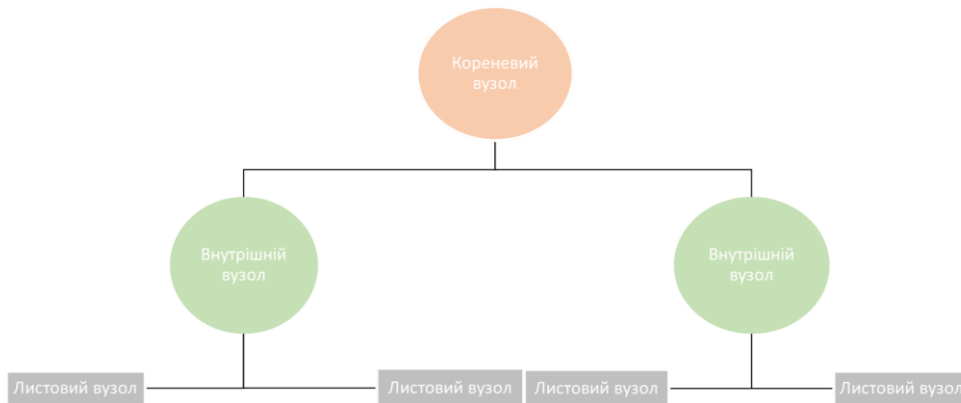 Кореневий
вузол
Внутрішній
вузол
Внутрішній
вузол
Листовий вузол
Листовий вузол
Листовий вузол
Листовий вузол